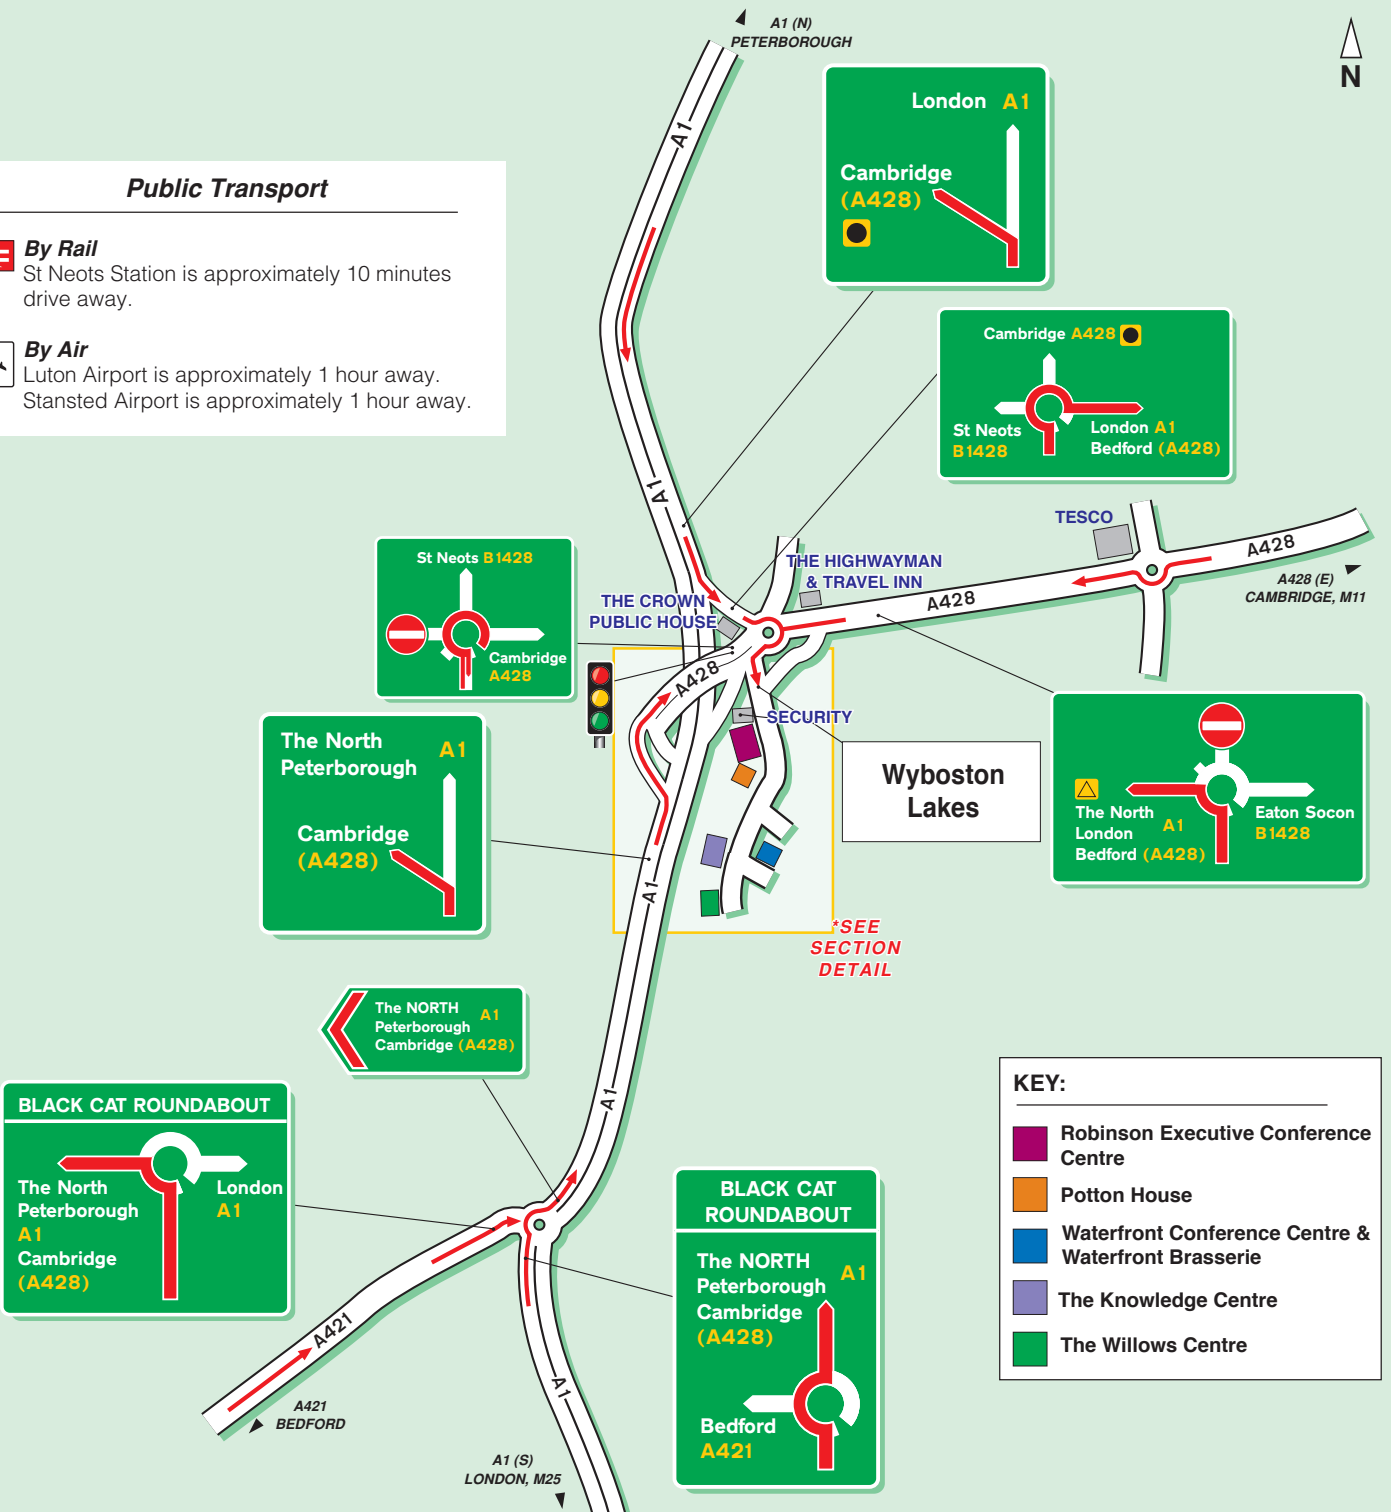 A1 (N)
PETERBOROUGH
N
London A1
Cambridge
(A428)
Public Transport
By Rail
St Neots Station is approximately 10 minutes
drive away.
By Air
Luton Airport is approximately 1 hour away.
Stansted Airport is approximately 1 hour away.
A1
Cambridge A428
St Neots
B1428
London A1
Bedford (A428)
A1
TESCO
A428
A428 (E)
CAMBRIDGE, M11
St Neots B1428
Cambridge
A428
THE HIGHWAYMAN
& TRAVEL INN
THE CROWN
PUBLIC HOUSE
A428
A428
SECURITY
The North
Peterborough
A1
Cambridge
(A428)
Wyboston
Lakes
The North
London
A1
Bedford (A428)
Eaton Socon
B1428
A1
*SEE
SECTION
DETAIL
The NORTH
Peterborough
A1
Cambridge (A428)
A1
BLACK CAT ROUNDABOUT
The North
Peterborough
A1
Cambridge
(A428)
London
A1
BLACK CAT
ROUNDABOUT
The NORTH
Peterborough
A1
Cambridge
(A428)
Bedford
A421
A421
A421
BEDFORD
A1
A1 (S)
LONDON, M25
KEY:
Robinson Executive Conference
Centre
Potton House
Waterfront Conference Centre &
Waterfront Brasserie
The Knowledge Centre
The Willows Centre